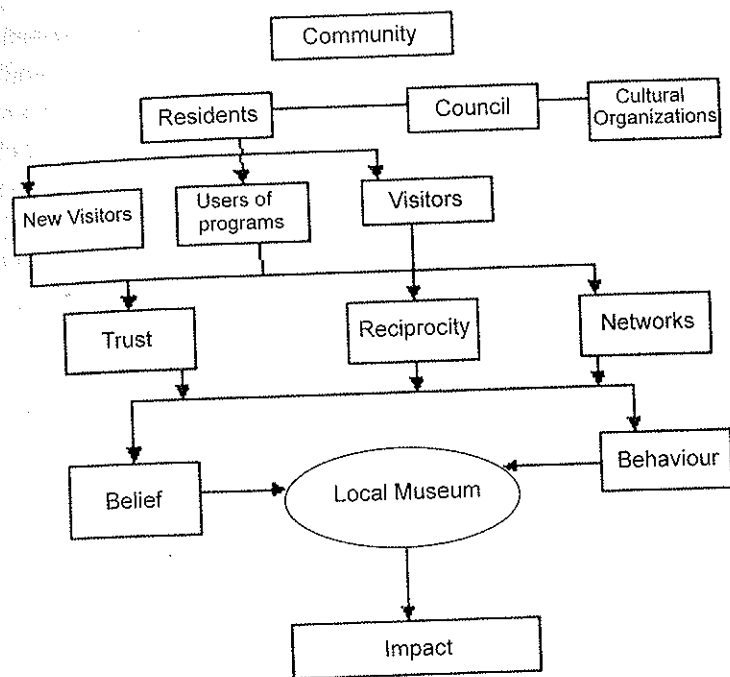 Community
Residents
Council
Cultural
Organizations
New Visitors
Users of
programs
Visitors
Trust
Reciprocity
Networks
Belief
Local Museum
Behaviour
Impact